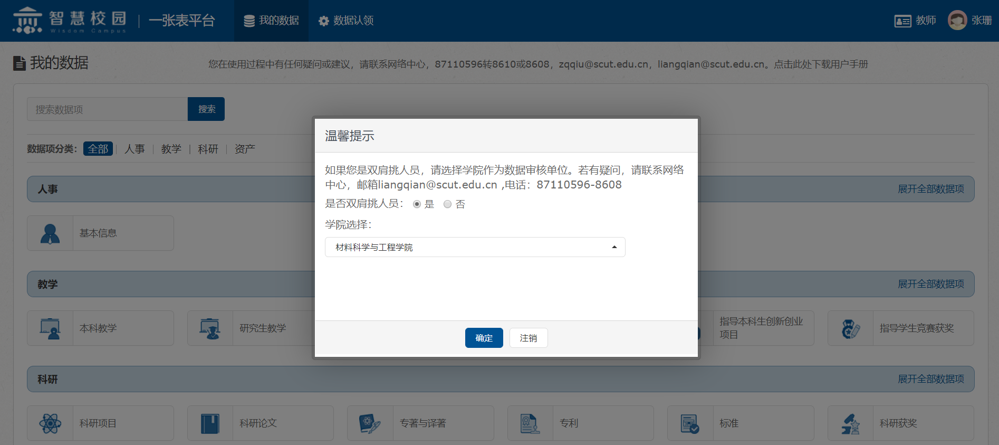 智慧校园
Wisdom Campus
一张表平台
我的数据
数据认领
教师
张珊
我的数据
您在使用过程中有任何疑问或建议，请联系网络中心，87110596转8610或8608，zqqiu@scut.edu.cn，liangqian@scut.edu.cn。点击此处下载用户手册
搜索数据项
搜索
数据项分类：
全部
人事
教学
科研
资产
温馨提示
如果您是双肩挑人员，请选择学院作为数据审核单位。若有疑问，请联系网络
中心，邮箱liangqian@scut.edu.cn ,电话：87110596-8608
是否双肩挑人员： 是 否
学院选择：
材料科学与工程学院
确定
注销
人事
展开全部数据项
基本信息
教学
展开全部数据项
本科教学
研究生教学
指导本科生创新创业
项目
指导学生竞赛获奖
科研
展开全部数据项
科研项目
科研论文
专著与译著
专利
标准
科研获奖